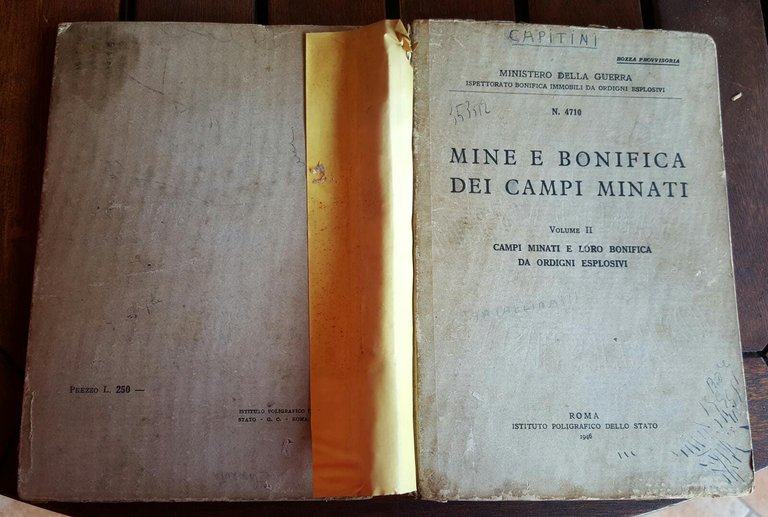 PREZZO L. 250 —
ISTITUTO POLIGRAFICO
STATO - G. C. - ROMA
CAPITINI
BOZZA PROVVISORIA
MINISTERO DELLA GUERRA
ISPETTORATO BONIFICA IMMOBILI DA ORDIGNI ESPLOSIVI
N. 4710
MINE E BONIFICA
DEI CAMPI MINATI
VOLUME II
CAMPI MINATI E LORO BONIFICA
DA ORDIGNI ESPLOSIVI
ROMA
ISTITUTO POLIGRAFICO DELLO STATO
1946